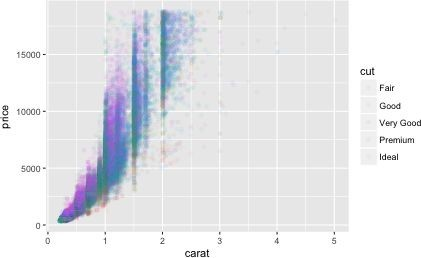 15000
10000
5000
0
price
0
1
2
3
4
5
carat
cut
Fair
Good
Very Good
Premium
Ideal